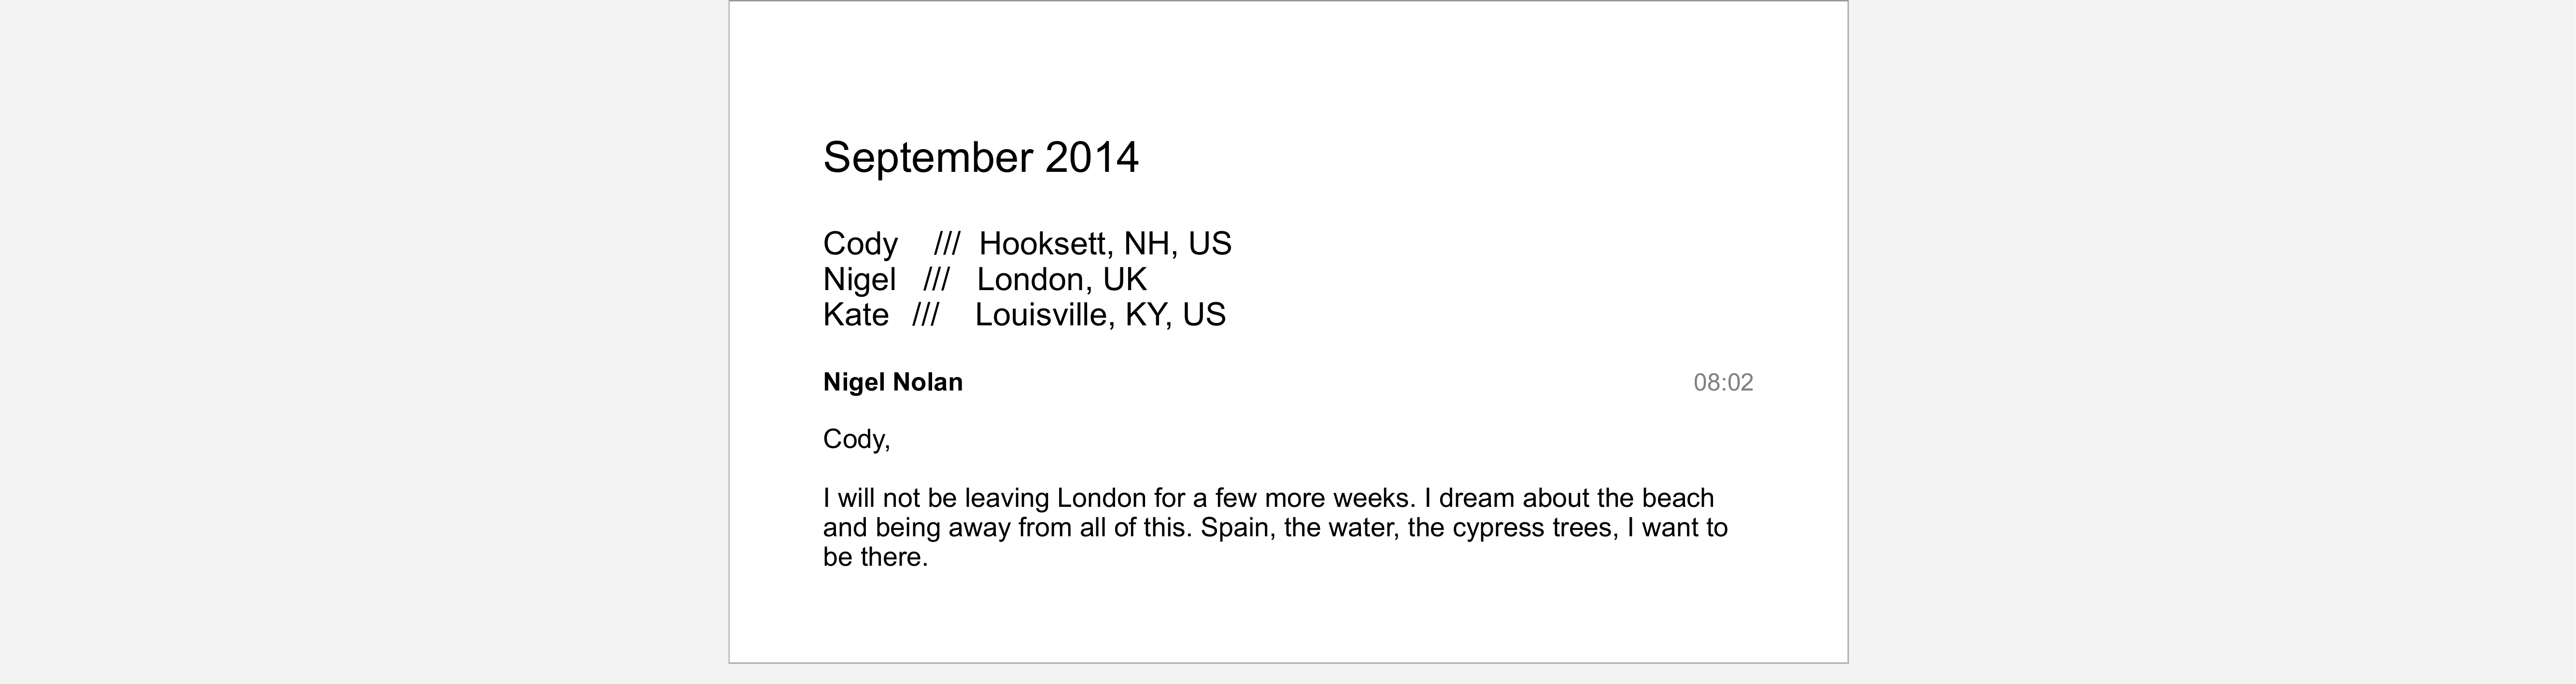 September 2014
Cody /// Hooksett, NH, US
Nigel /// London, UK
Kate /// Louisville, KY, US
Nigel Nolan 08:02
Cody,
I will not be leaving London for a few more weeks. I dream about the beach
and being away from all of this. Spain, the water, the cypress trees, I want to
be there.